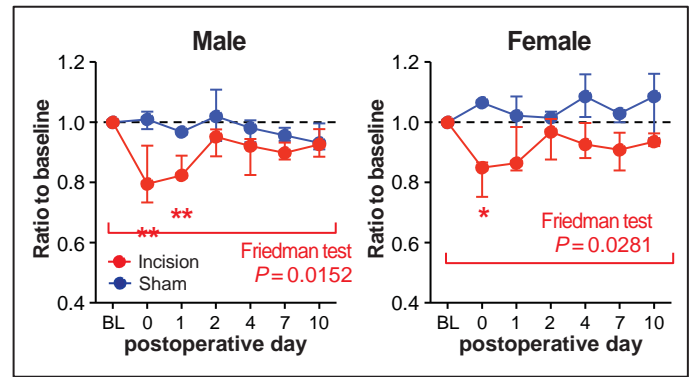 Male
Ratio to baseline
1.2
1.0
0.8
0.6
0.4
**
**
Incision
Sham
Friedman test
P=0.0152
BL 0 1 2 4 7 10
postoperative day
Female
Ratio to baseline
1.2
1.0
0.8
0.6
0.4
*
Friedman test
P=0.0281
BL 0 1 2 4 7 10
postoperative day